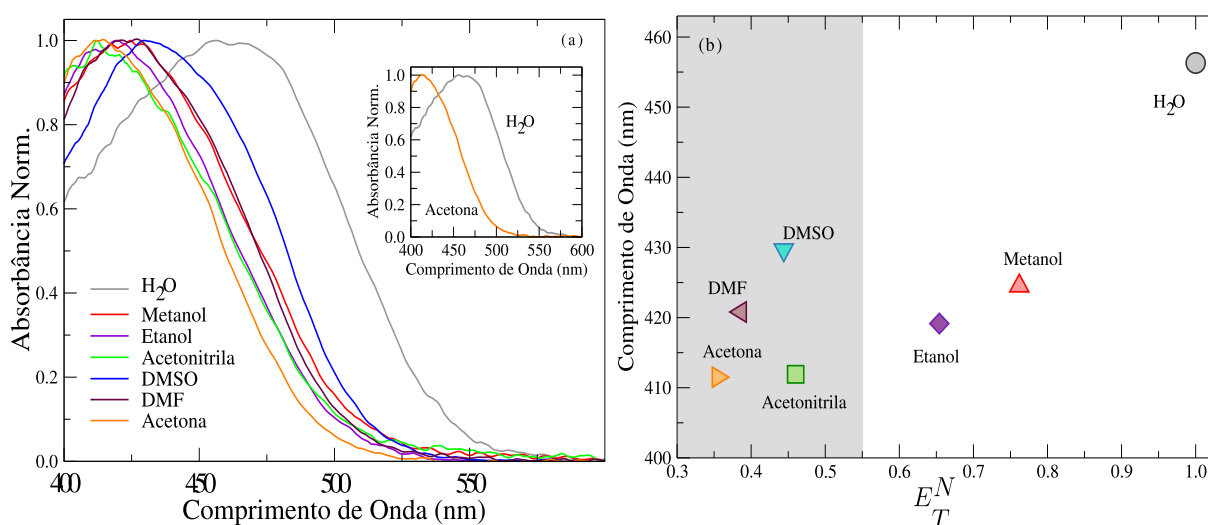 (a)
Absorbância Norm.
1.0
0.8
0.6
0.4
0.2
0.0
400
450
500
550
Comprimento de Onda (nm)
H2O
Metanol
Etanol
Acetonitrila
DMSO
DMF
Acetona
Absorbância Norm.
1.0
0.8
0.6
0.4
0.2
0.0
400 450 500 550 600
Comprimento de Onda (nm)
H2O
Acetona
(b)
Comprimento de Onda (nm)
460
450
440
430
420
410
400
0.3 0.4 0.5 0.6 0.7 0.8 0.9 1.0
E_T^N
H2O
DMSO
Metanol
DMF
Acetona
Etanol
Acetonitrila